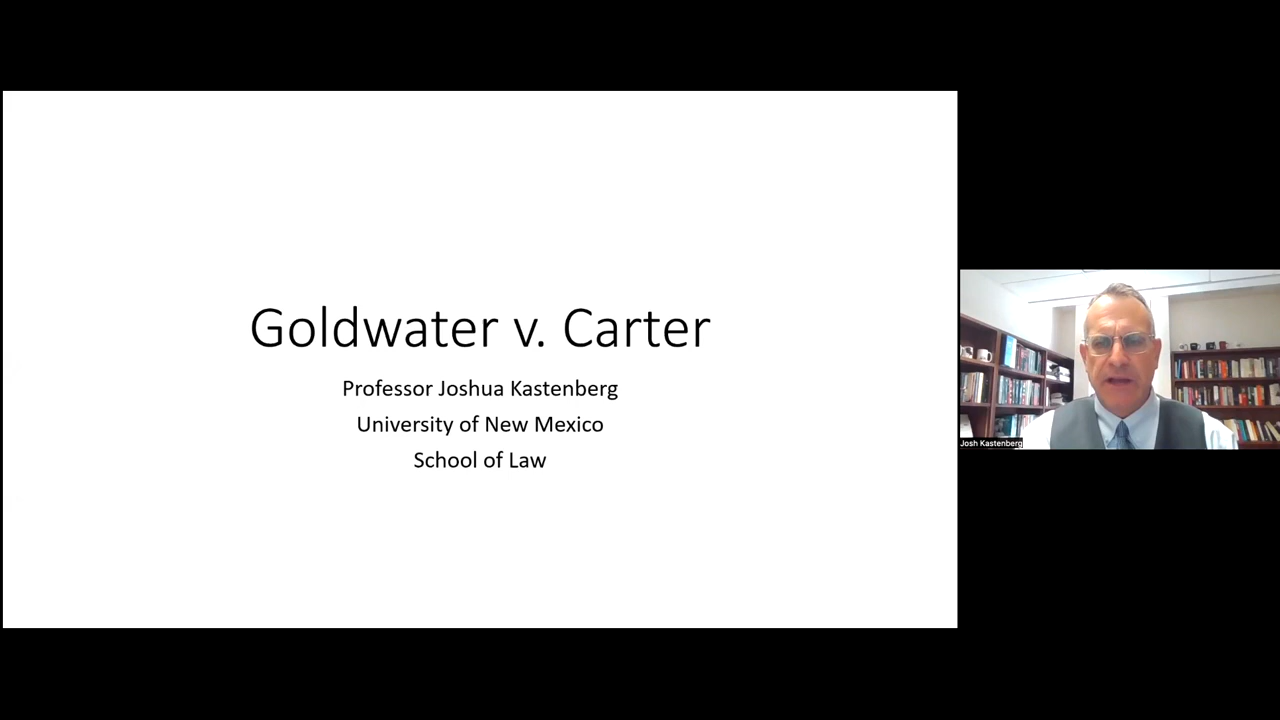 Goldwater v. Carter
Professor Joshua Kastenberg
University of New Mexico
School of Law
Josh Kastenberg